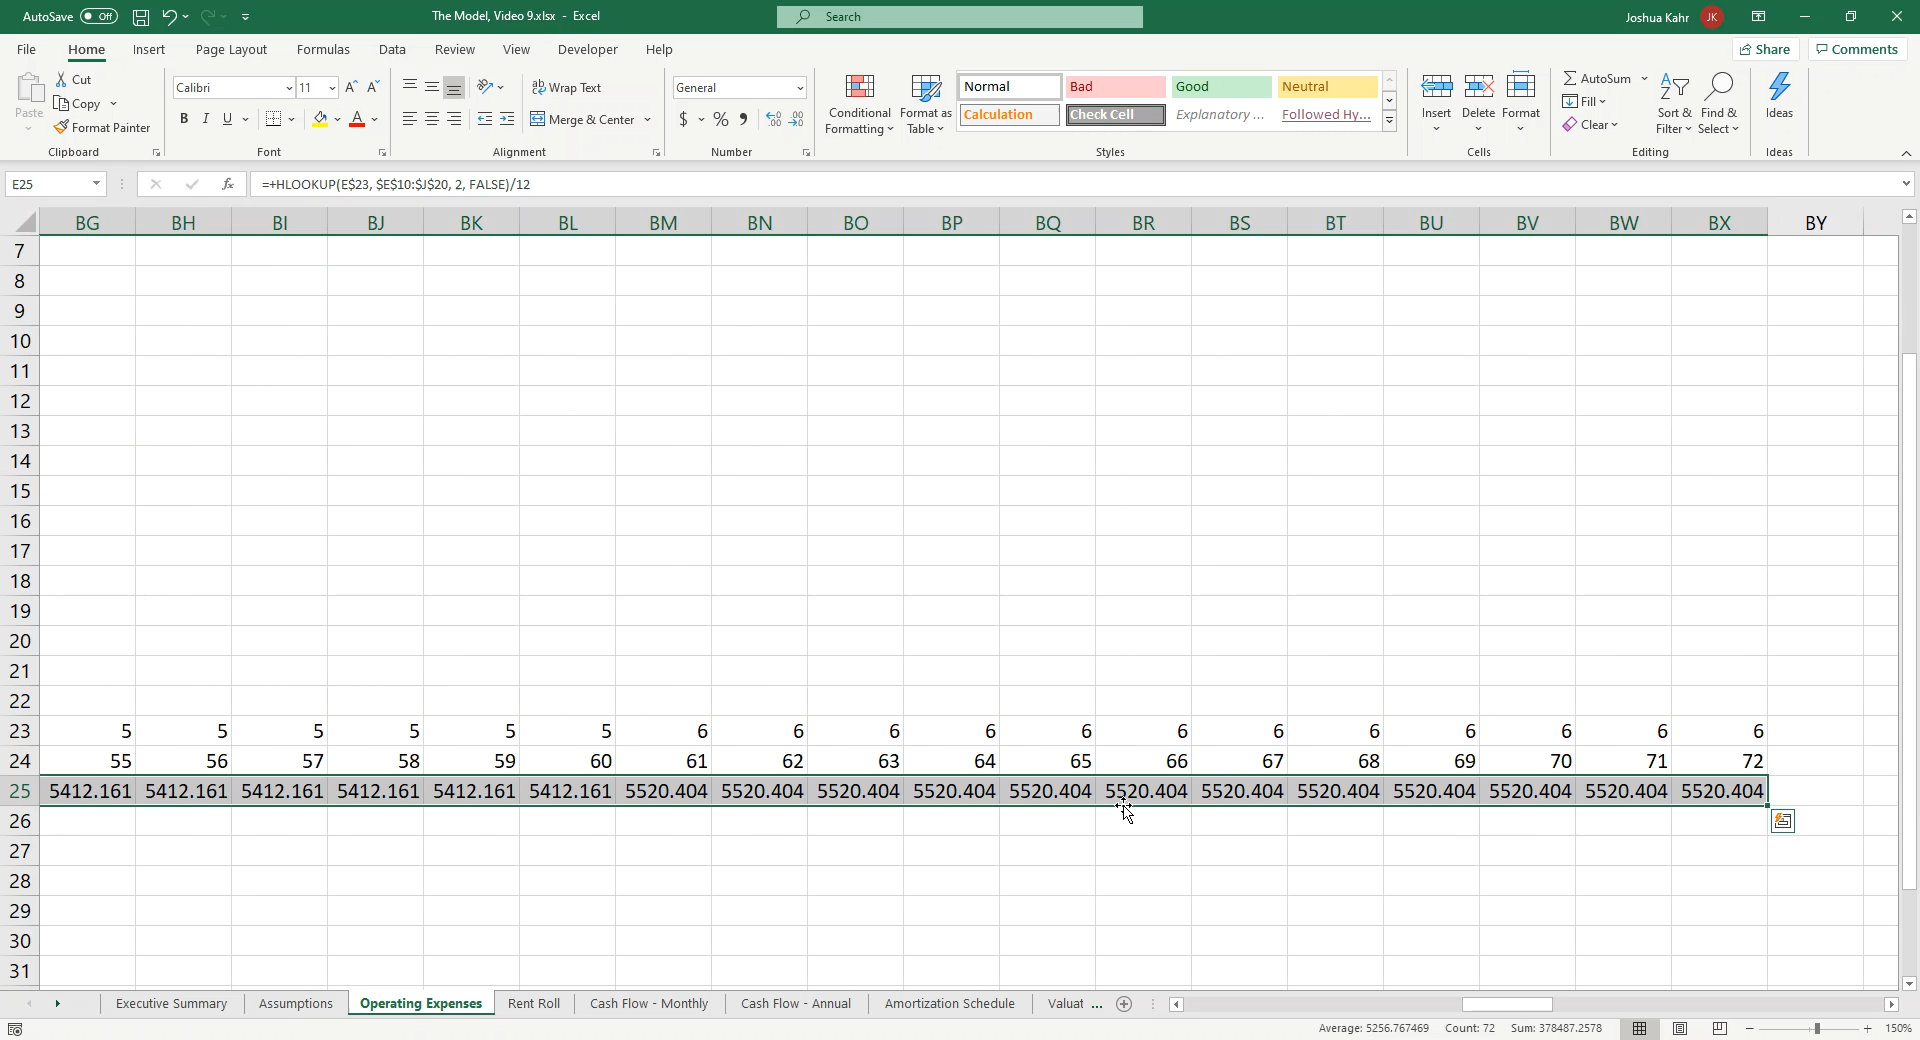 AutoSave Off The Model, Video 9.xlsx - Excel Search Joshua Kahr JK
File Home Insert Page Layout Formulas Data Review View Developer Help Share Comments
Paste
Cut
Copy
Format Painter
Clipboard
Calibri 11 A A
B I U A
Font
ab Wrap Text
Merge & Center
Alignment
General
$ % 9
Number
Conditional Formatting
Format as Table
Normal Bad Good Neutral
Calculation Check Cell Explanatory ... Followed Hy...
Styles
Insert Delete Format
Cells
AutoSum
Fill
Clear
Sort & Filter
Find & Select
Editing
Ideas
Ideas
E25 fx =+HLOOKUP(E$23, $E$10:$J$20, 2, FALSE)/12
BG BH BI BJ BK BL BM BN BO BP BQ BR BS BT BU BV BW BX BY
7
8
9
10
11
12
13
14
15
16
17
18
19
20
21
22
23 5 5 5 5 5 5 6 6 6 6 6 6 6 6 6 6 6 6
24 55 56 57 58 59 60 61 62 63 64 65 66 67 68 69 70 71 72
25 5412.161 5412.161 5412.161 5412.161 5412.161 5412.161 5520.404 5520.404 5520.404 5520.404 5520.404 5520.404 5520.404 5520.404 5520.404 5520.404 5520.404 5520.404
26
27
28
29
30
31
Executive Summary Assumptions Operating Expenses Rent Roll Cash Flow - Monthly Cash Flow - Annual Amortization Schedule Valuat ...
Average: 5256.767469 Count: 72 Sum: 378487.2578 150%